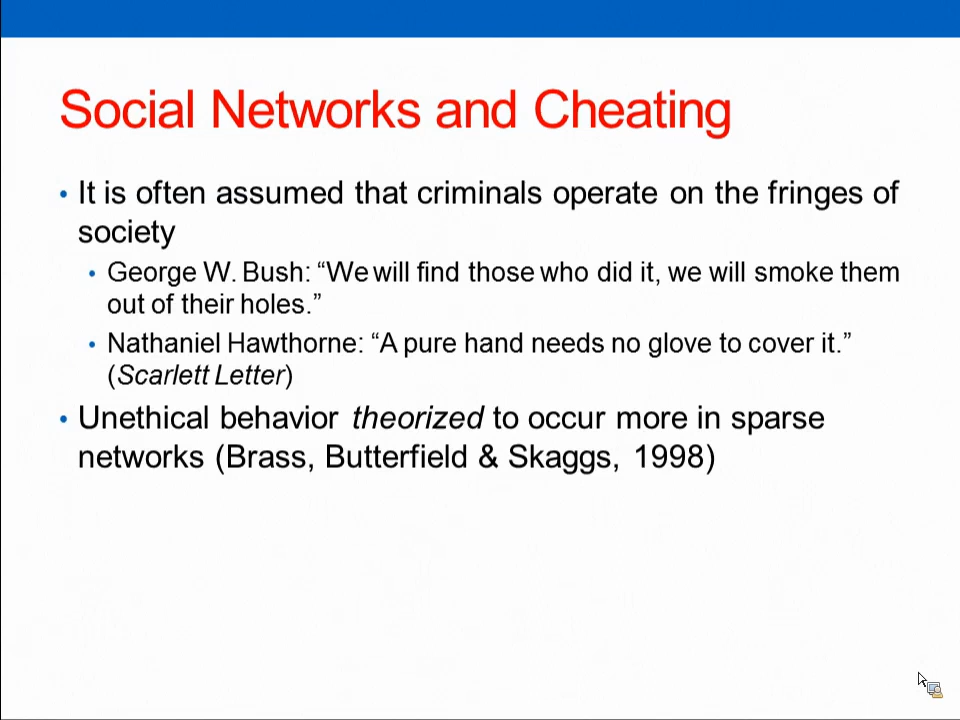 Social Networks and Cheating
• It is often assumed that criminals operate on the fringes of
society
• George W. Bush: “We will find those who did it, we will smoke them
out of their holes.”
• Nathaniel Hawthorne: “A pure hand needs no glove to cover it.”
(Scarlett Letter)
• Unethical behavior theorized to occur more in sparse
networks (Brass, Butterfield & Skaggs, 1998)